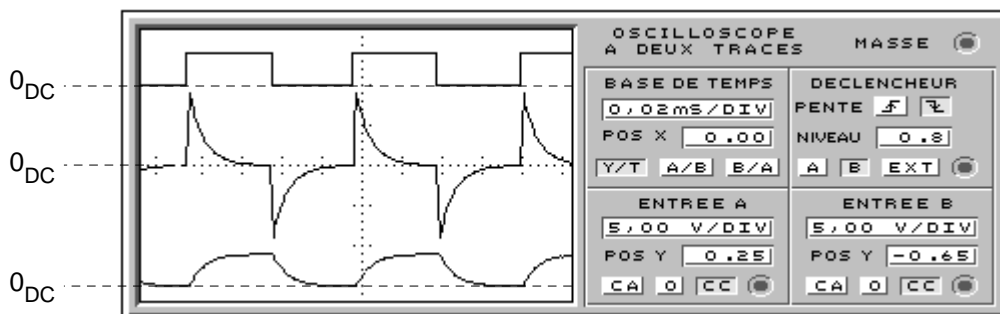 0DC
0DC
0DC
OSCILLOSCOPE
A DEUX TRACES
MASSE
BASE DE TEMPS
0,02mS/DIV
POS X 0.00
Y/T A/B B/A
DECLENCHEUR
PENTE
NIVEAU 0.8
A B EXT
ENTREE A
5,00 V/DIV
POS Y 0.25
CA 0 CC
ENTREE B
5,00 V/DIV
POS Y -0.65
CA 0 CC